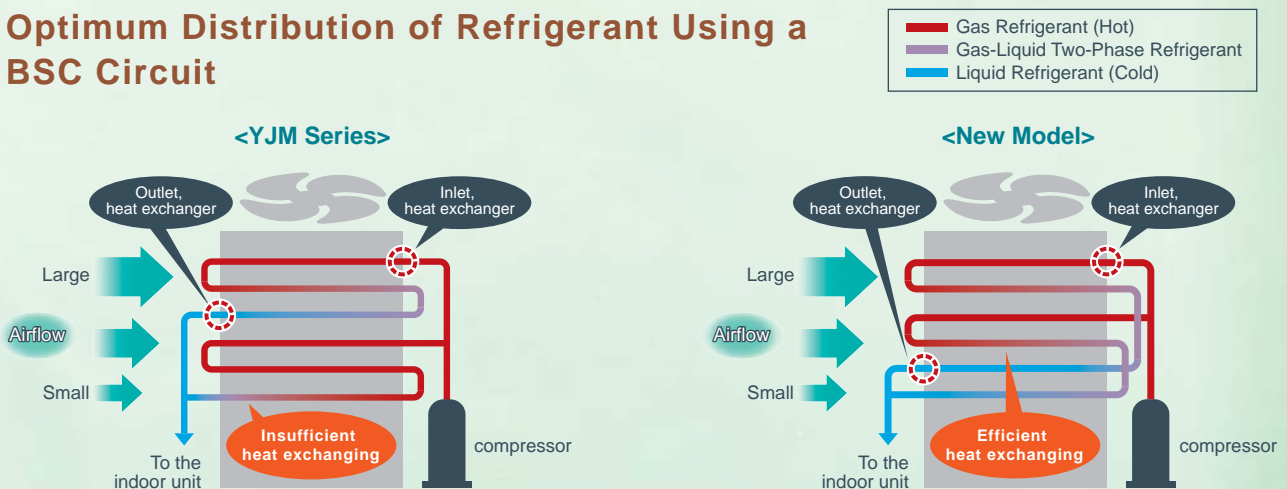 Optimum Distribution of Refrigerant Using a
BSC Circuit
Gas Refrigerant (Hot)
Gas-Liquid Two-Phase Refrigerant
Liquid Refrigerant (Cold)
<YJM Series>
Outlet,
heat exchanger
Inlet,
heat exchanger
Large
Airflow
Small
Insufficient
heat exchanging
compressor
To the
indoor unit
<New Model>
Outlet,
heat exchanger
Inlet,
heat exchanger
Large
Airflow
Small
Efficient
heat exchanging
compressor
To the
indoor unit